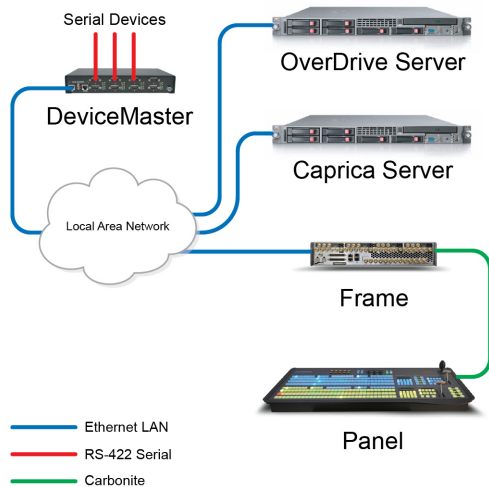 Serial Devices
OverDrive Server
DeviceMaster
Caprica Server
Local Area Network
Frame
Panel
Ethernet LAN
RS-422 Serial
Carbonite